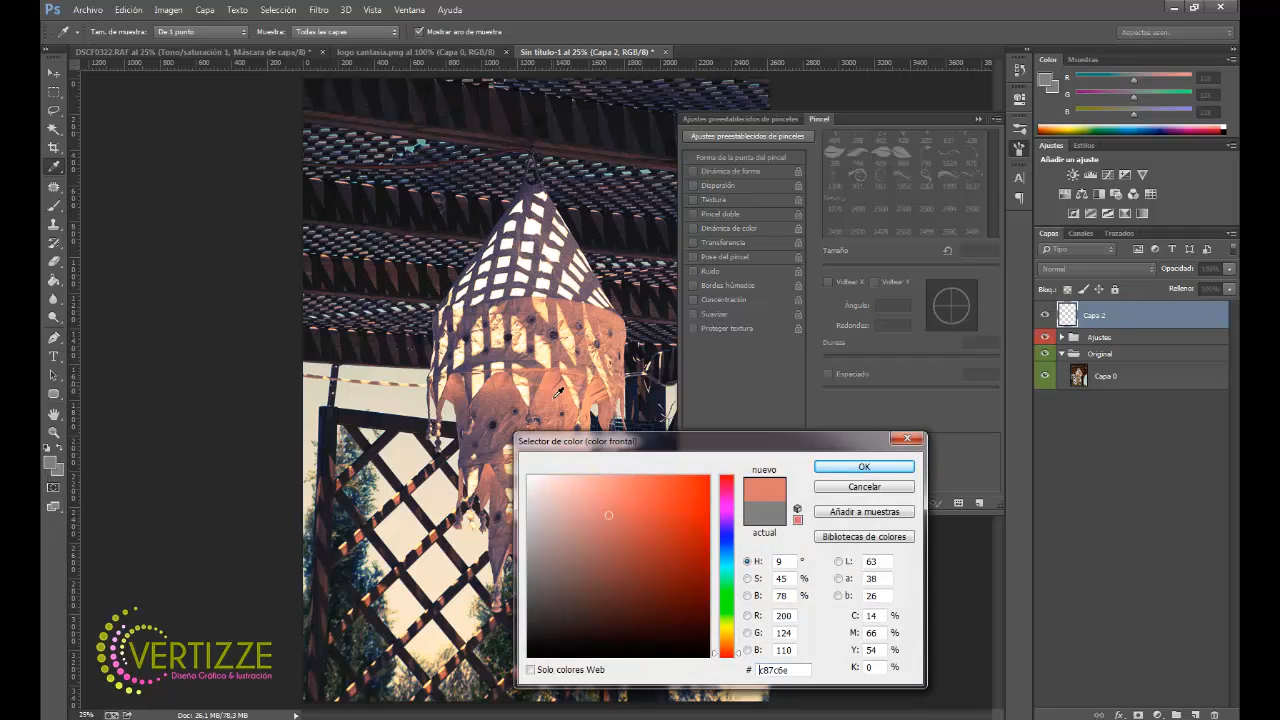 Ps Archivo Edición Imagen Capa Texto Selección Filtro 3D Vista Ventana Ayuda
Tam. de muestra: De 1 punto Muestra: Todas las capas Mostrar aro de muestra
DSCF0322.RAF al 25% (Tono/saturación 1, Máscara de capa/8) * × logo cantasia.png al 100% (Capa 0, RGB/8) × Sin título-1 al 25% (Capa 2, RGB/8) * ×
Color Muestras
R
G
B
Ajustes preestablecidos de pinceles Pincel
Ajustes preestablecidos de pinceles
Forma de la punta del pincel
Dinámica de forma
Dispersión
Textura
Pincel doble
Dinámica de color
Transferencia
Pose del pincel
Ruido
Bordes húmedos
Concentración
Suavizar
Proteger textura
Tamaño
Voltear X Voltear Y
Ángulo:
Redondez:
Dureza
Espaciado
Ajustes Estilos
Añadir un ajuste
Capas Canales Trazados
Tipo
Normal Opacidad: 100%
Bloq.: Relleno: 100%
Capa 2
Ajustes
Original
Capa 0
Selector de color (color frontal)
nuevo
actual
OK
Cancelar
Añadir a muestras
Bibliotecas de colores
H: 9 ° L: 63
S: 45 % a: 38
B: 78 % b: 26
R: 200 C: 14 %
G: 124 M: 66 %
B: 110 Y: 54 %
# c87c6e K: 0 %
Solo colores Web
VERTIZZE
Diseño Gráfico & Ilustración
25% Doc: 26,1 MB/78,3 MB